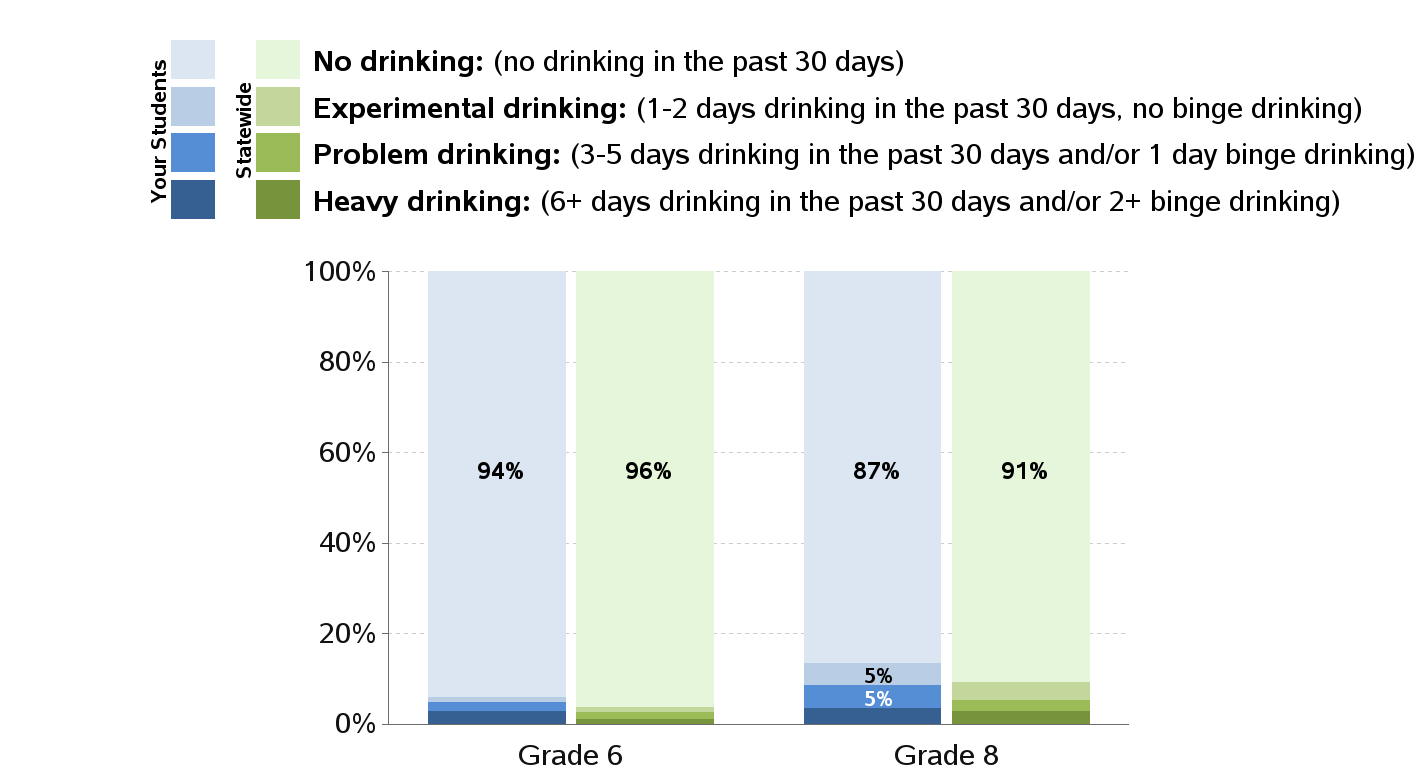 Your Students
Statewide
No drinking: (no drinking in the past 30 days)
Experimental drinking: (1-2 days drinking in the past 30 days, no binge drinking)
Problem drinking: (3-5 days drinking in the past 30 days and/or 1 day binge drinking)
Heavy drinking: (6+ days drinking in the past 30 days and/or 2+ binge drinking)
100%
80%
60%
40%
20%
0%
94%
96%
87%
91%
5%
5%
Grade 6
Grade 8